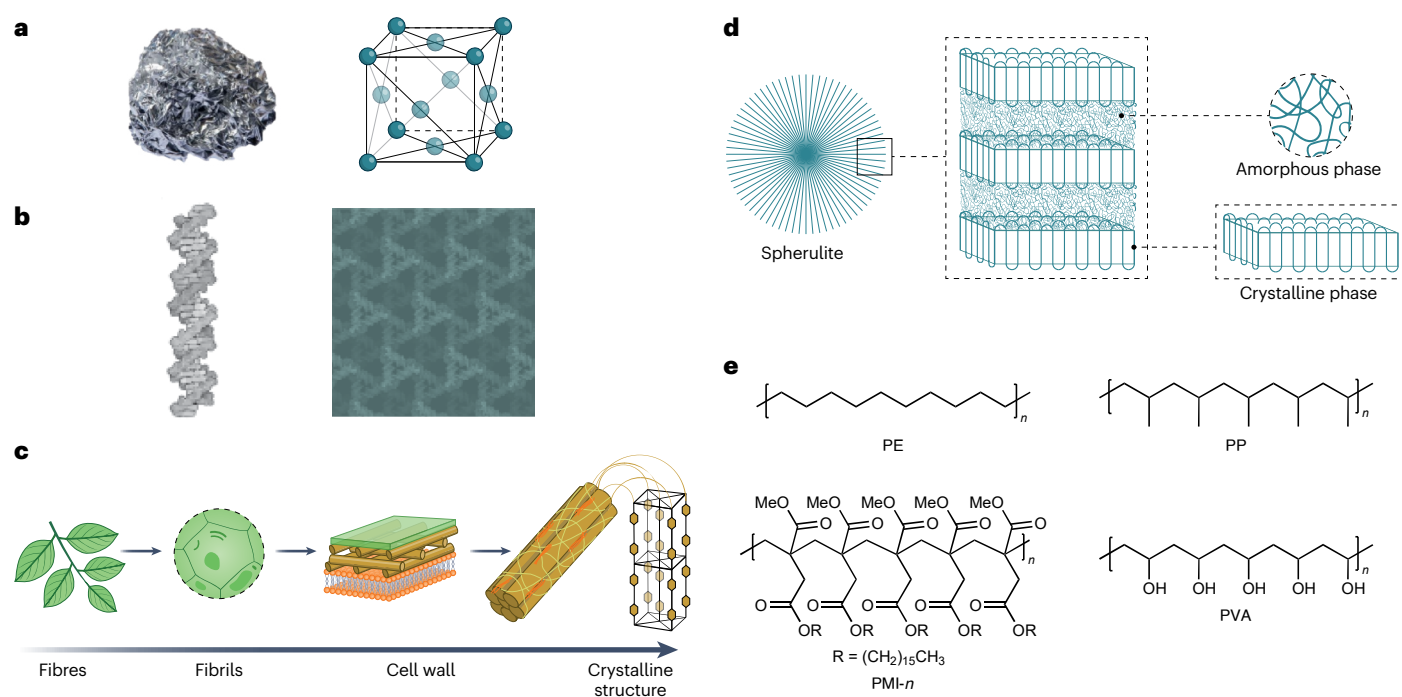 a
b
c
Fibres
Fibrils
Cell wall
Crystalline
structure
d
Spherulite
Amorphous phase
Crystalline phase
e
n
PE
n
PP
MeO MeO MeO MeO MeO
O O O O O
n
O O O O O
OR OR OR OR OR
R = (CH2)15CH3
PMI-n
n
OH OH OH OH OH
PVA